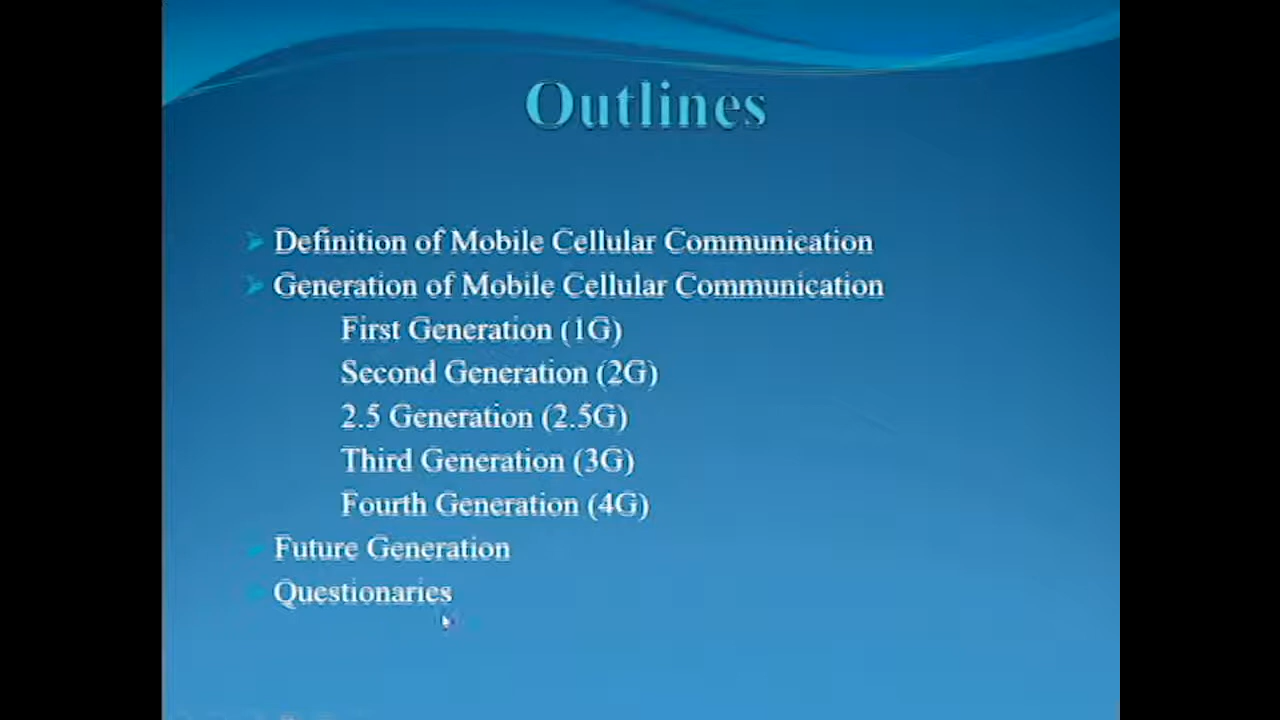 Outlines
Definition of Mobile Cellular Communication
Generation of Mobile Cellular Communication
First Generation (1G)
Second Generation (2G)
2.5 Generation (2.5G)
Third Generation (3G)
Fourth Generation (4G)
Future Generation
Questionaries